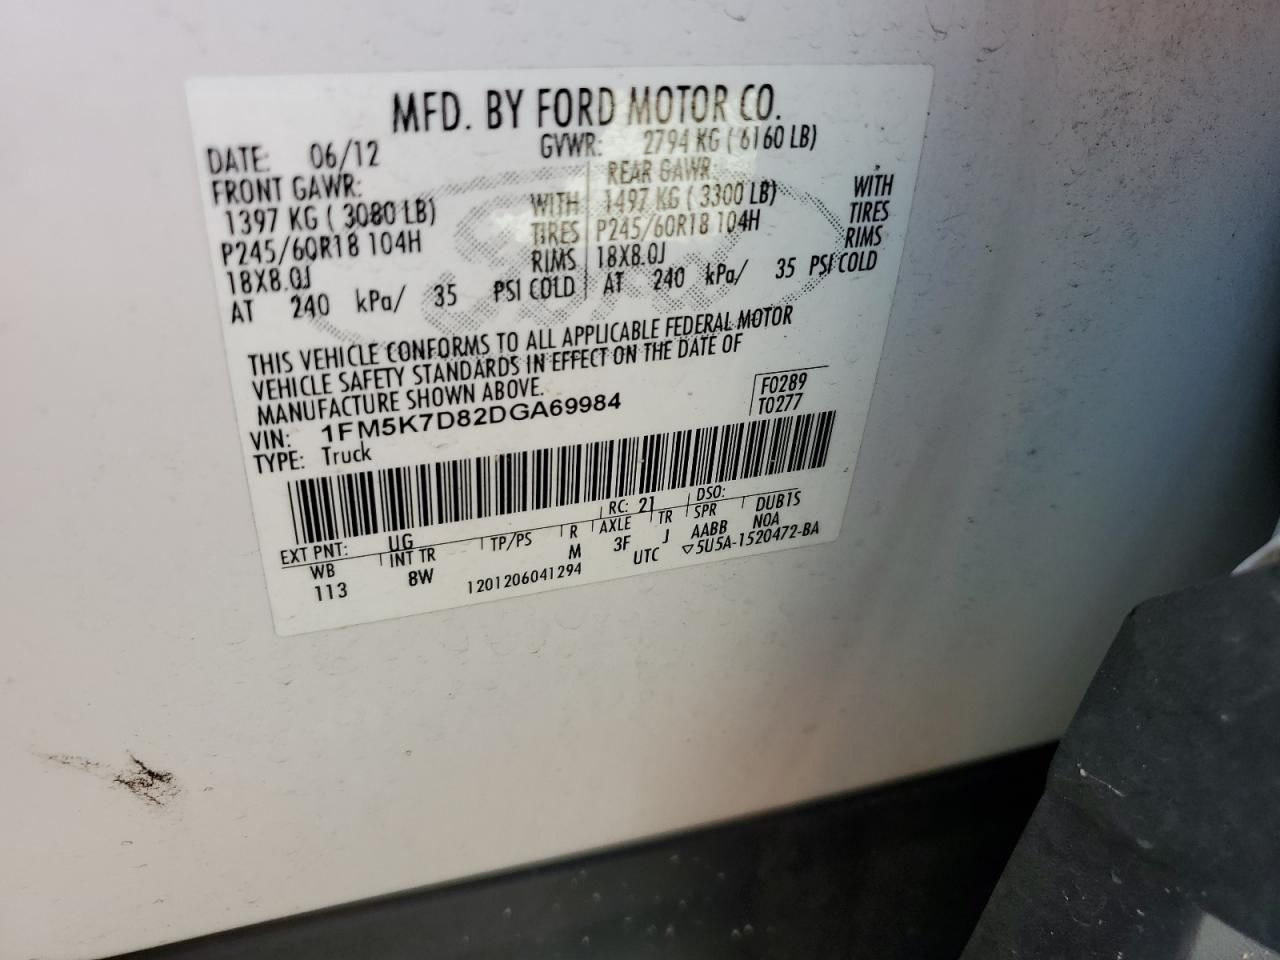 MFD. BY FORD MOTOR CO.
DATE: 06/12 GVWR: 2794 KG ( 6160 LB)
FRONT GAWR: REAR GAWR:
1397 KG ( 3080 LB) WITH 1497 KG ( 3300 LB) WITH
P245/60R18 104H TIRES P245/60R18 104H TIRES
18X8.0J RIMS 18X8.0J RIMS
AT 240 kPa/ 35 PSI COLD AT 240 kPa/ 35 PSI COLD
THIS VEHICLE CONFORMS TO ALL APPLICABLE FEDERAL MOTOR
VEHICLE SAFETY STANDARDS IN EFFECT ON THE DATE OF
MANUFACTURE SHOWN ABOVE.
VIN: 1FM5K7D82DGA69984 F0289
TYPE: Truck T0277
EXT PNT: UG RC: 21 DSO:
WB INT TR TP/PS R AXLE TR SPR DUB1S
113 8W M 3F J AABB N0A
1201206041294 UTC ▽5U5A-1520472-BA